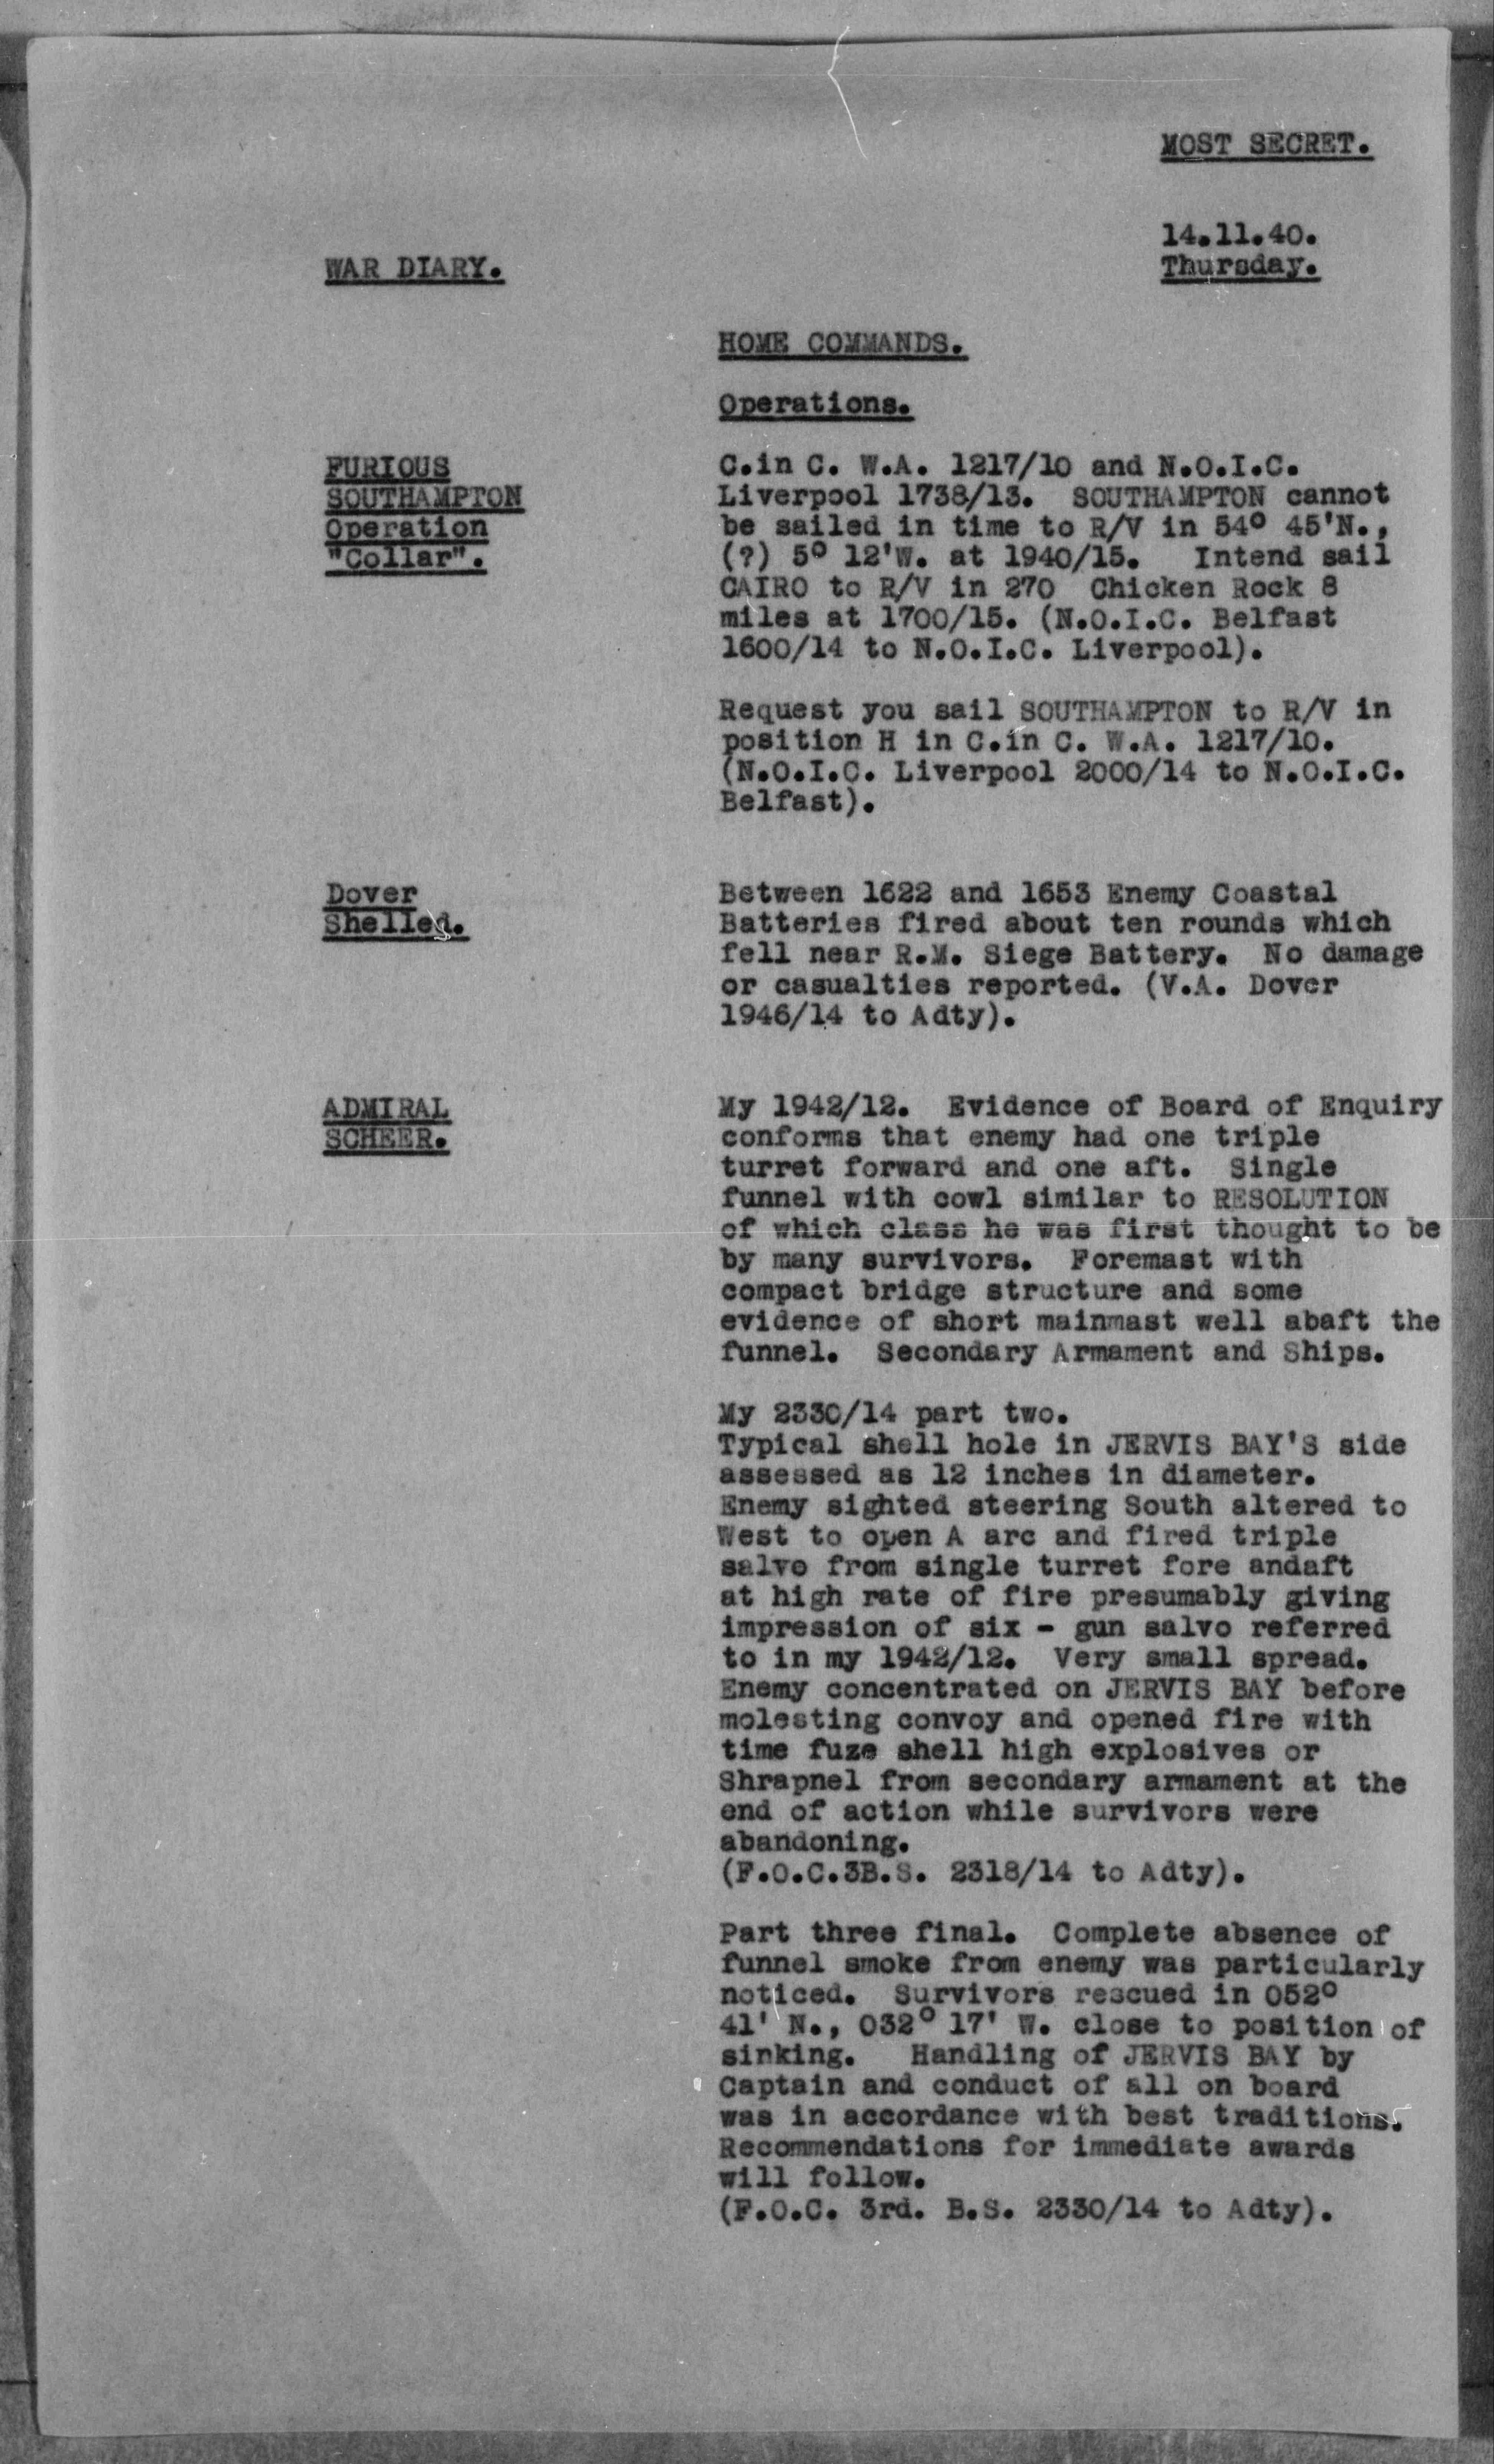 MOST SECRET.
14.11.40.
WAR DIARY.
Thursday.
HOME COMMANDS.
Operations.
FURIOUS
SOUTHAMPTON
Operation
"Collar".
C.in C. W.A. 1217/10 and N.O.I.C.
Liverpool 1738/13. SOUTHAMPTON cannot
be sailed in time to R/V in 54° 45'N.,
(?) 5° 12'W. at 1940/15. Intend sail
CAIRO to R/V in 270 Chicken Rock 8
miles at 1700/15. (N.O.I.C. Belfast
1600/14 to N.O.I.C. Liverpool).
Request you sail SOUTHAMPTON to R/V in
position H in C.in C. W.A. 1217/10.
(N.O.I.C. Liverpool 2000/14 to N.O.I.C.
Belfast).
Dover
Shelled.
Between 1622 and 1653 Enemy Coastal
Batteries fired about ten rounds which
fell near R.M. Siege Battery. No damage
or casualties reported. (V.A. Dover
1946/14 to Adty).
ADMIRAL
SCHEER.
My 1942/12. Evidence of Board of Enquiry
conforms that enemy had one triple
turret forward and one aft. Single
funnel with cowl similar to RESOLUTION
of which class he was first thought to be
by many survivors. Foremast with
compact bridge structure and some
evidence of short mainmast well abaft the
funnel. Secondary Armament and Ships.
My 2330/14 part two.
Typical shell hole in JERVIS BAY'S side
assessed as 12 inches in diameter.
Enemy sighted steering South altered to
West to open A arc and fired triple
salvo from single turret fore andaft
at high rate of fire presumably giving
impression of six - gun salvo referred
to in my 1942/12. Very small spread.
Enemy concentrated on JERVIS BAY before
molesting convoy and opened fire with
time fuze shell high explosives or
Shrapnel from secondary armament at the
end of action while survivors were
abandoning.
(F.O.C.3B.S. 2318/14 to Adty).
Part three final. Complete absence of
funnel smoke from enemy was particularly
noticed. Survivors rescued in 052°
41' N., 032° 17' W. close to position of
sinking. Handling of JERVIS BAY by
Captain and conduct of all on board
was in accordance with best traditions.
Recommendations for immediate awards
will follow.
(F.O.C. 3rd. B.S. 2330/14 to Adty).